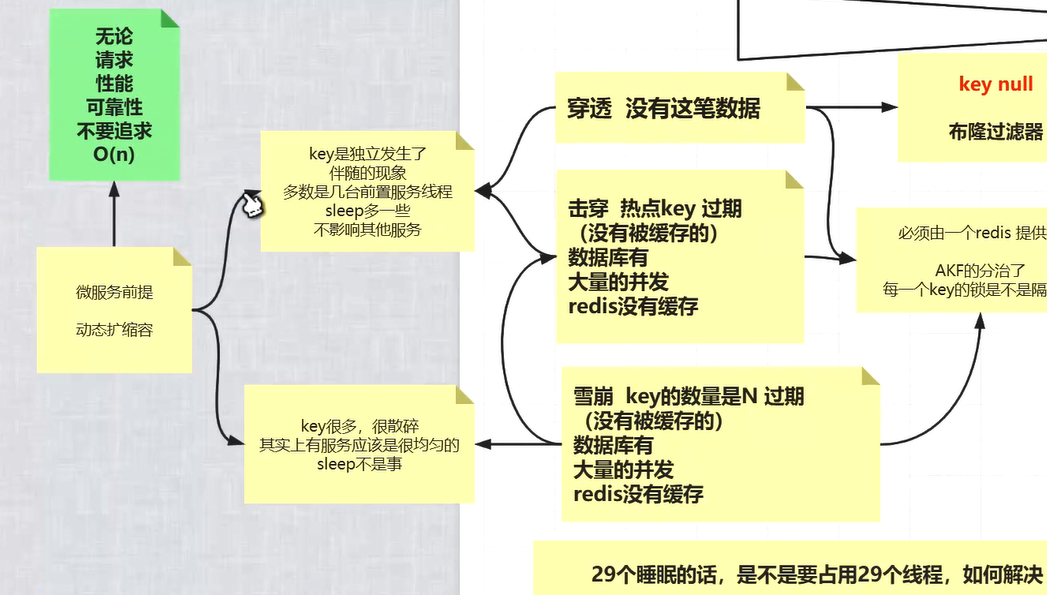 无论
请求
性能
可靠性
不要追求
O(n)
微服务前提
动态扩缩容
key是独立发生了
伴随的现象
多数是几台前置服务线程
sleep多一些
不影响其他服务
key很多，很散碎
其实上有服务应该是很均匀的
sleep不是事
穿透 没有这笔数据
击穿 热点key 过期
（没有被缓存的）
数据库有
大量的并发
redis没有缓存
雪崩 key的数量是N 过期
（没有被缓存的）
数据库有
大量的并发
redis没有缓存
key null
布隆过滤器
必须由一个redis 提供
AKF的分治了
每一个key的锁是不是隔
29个睡眠的话，是不是要占用29个线程，如何解决